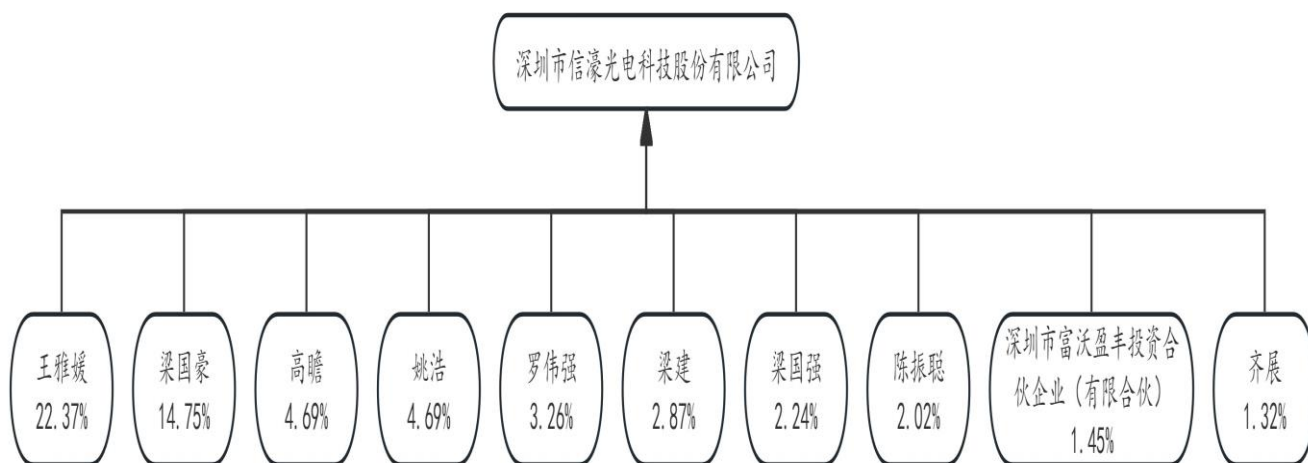 深圳市信濠光电科技股份有限公司
王雅媛
22.37%
梁国豪
14.75%
高瞻
4.69%
姚浩
4.69%
罗伟强
3.26%
梁建
2.87%
梁国强
2.24%
陈振聪
2.02%
深圳市富沃盈丰投资合
伙企业（有限合伙）
1.45%
齐展
1.32%